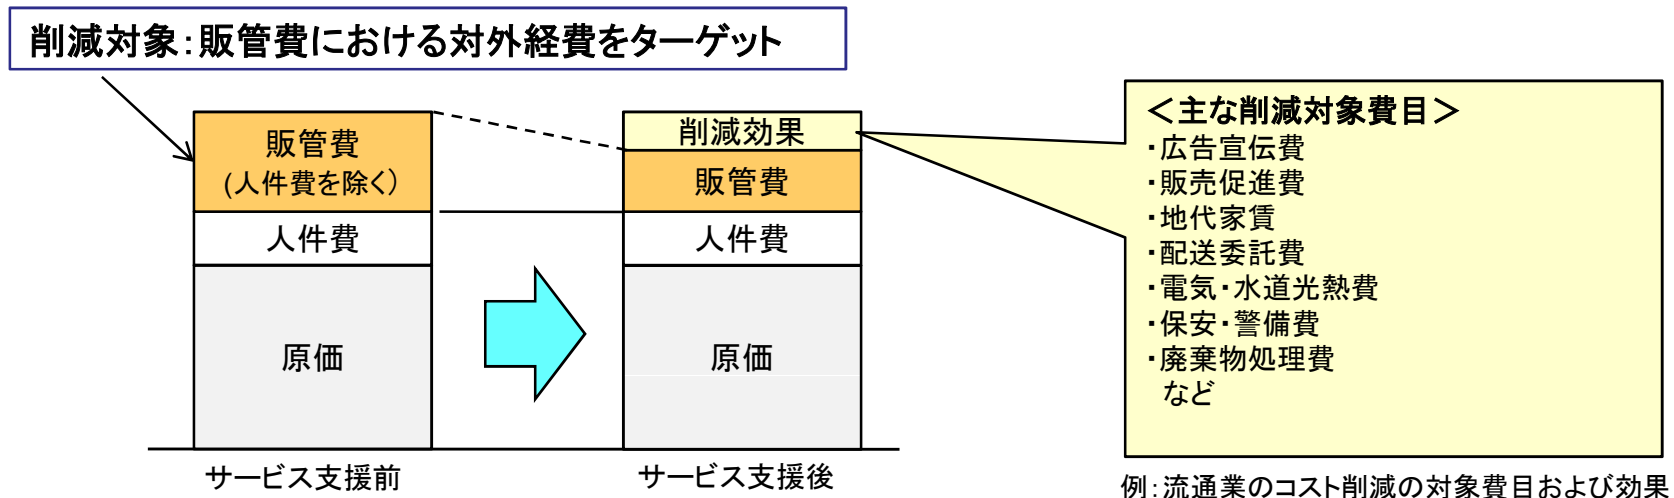 削減対象：販管費における対外経費をターゲット
販管費
(人件費を除く)
人件費
原価
サービス支援前
削減効果
販管費
人件費
原価
サービス支援後
＜主な削減対象費目＞
・広告宣伝費
・販売促進費
・地代家賃
・配送委託費
・電気・水道光熱費
・保安・警備費
・廃棄物処理費
など
例：流通業のコスト削減の対象費目および効果